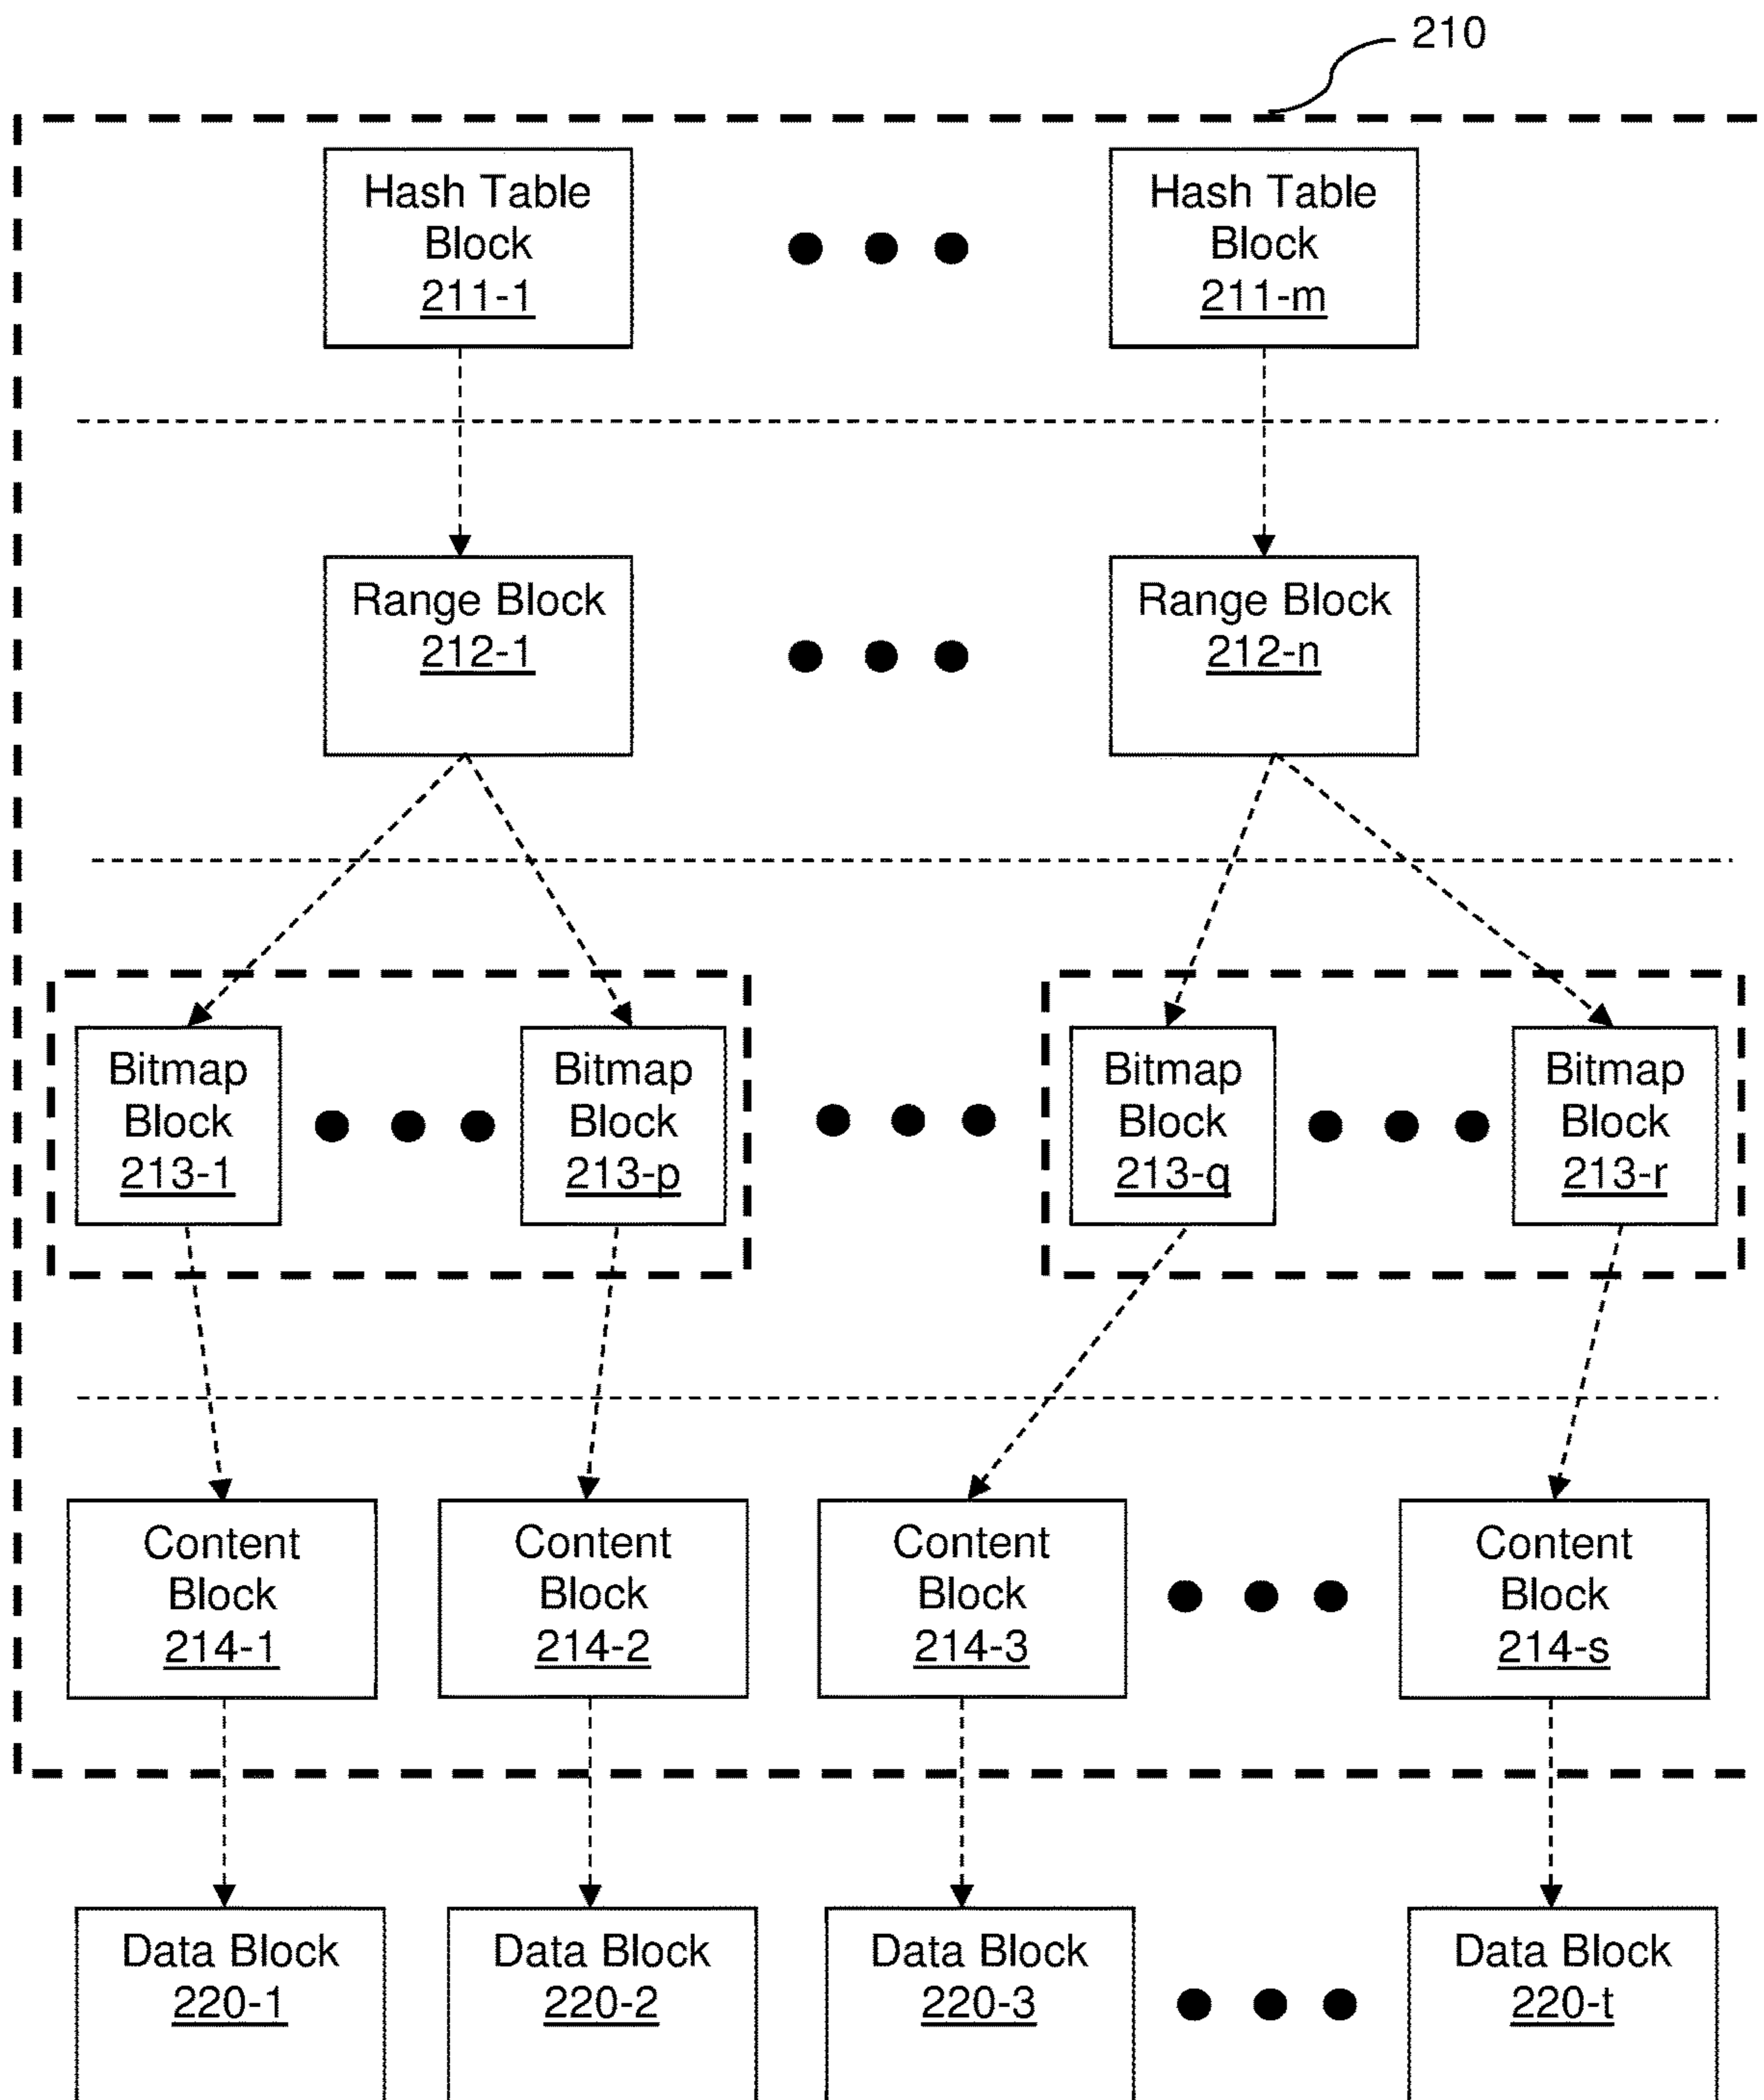 210
Hash Table
Block
211-1
Hash Table
Block
211-m
Range Block
212-1
Range Block
212-n
Bitmap
Block
213-1
Bitmap
Block
213-p
Bitmap
Block
213-q
Bitmap
Block
213-r
Content
Block
214-1
Content
Block
214-2
Content
Block
214-3
Content
Block
214-s
Data Block
220-1
Data Block
220-2
Data Block
220-3
Data Block
220-t